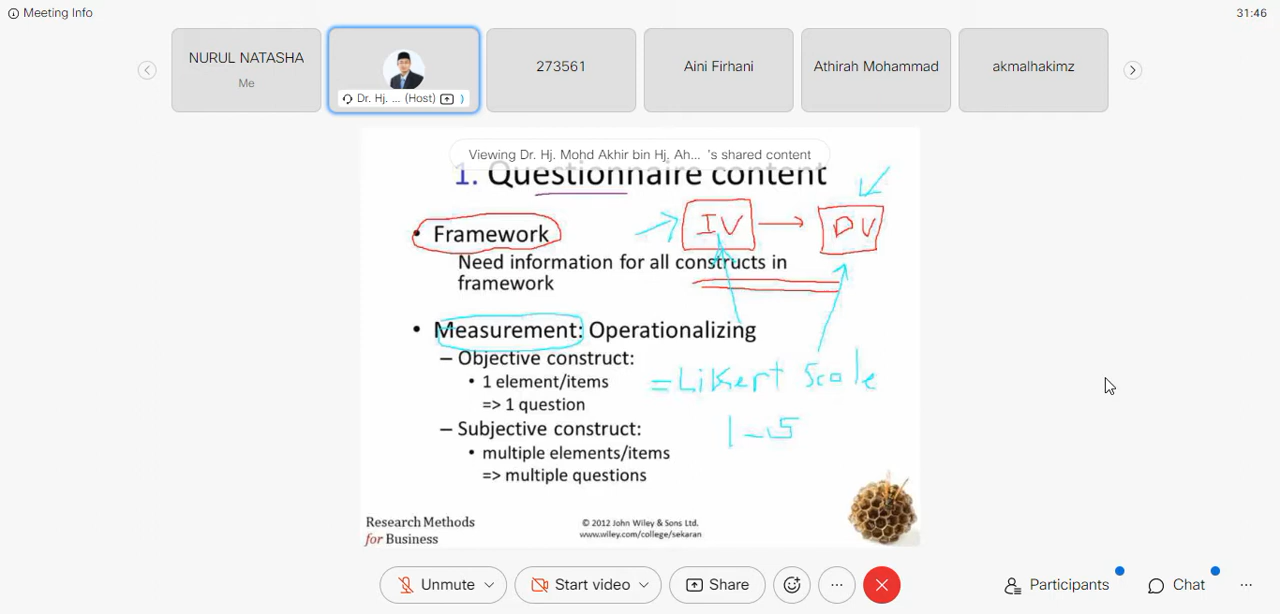 Meeting Info
31:46
NURUL NATASHA
Me
Dr. Hj. ... (Host)
273561
Aini Firhani
Athirah Mohammad
akmalhakimz
Viewing Dr. Hj. Mohd Akhir bin Hj, Ah... 's shared content
1. Questionnaire content
• Framework
IV
DV
Need information for all constructs in
framework
• Measurement: Operationalizing
– Objective construct:
• 1 element/items
=> 1 question
= Likert Scale
1-5
– Subjective construct:
• multiple elements/items
=> multiple questions
Research Methods
for Business
© 2012 John Wiley & Sons Ltd.
www.wiley.com/college/sekaran
Unmute
Start video
Share
...
Participants
Chat
...